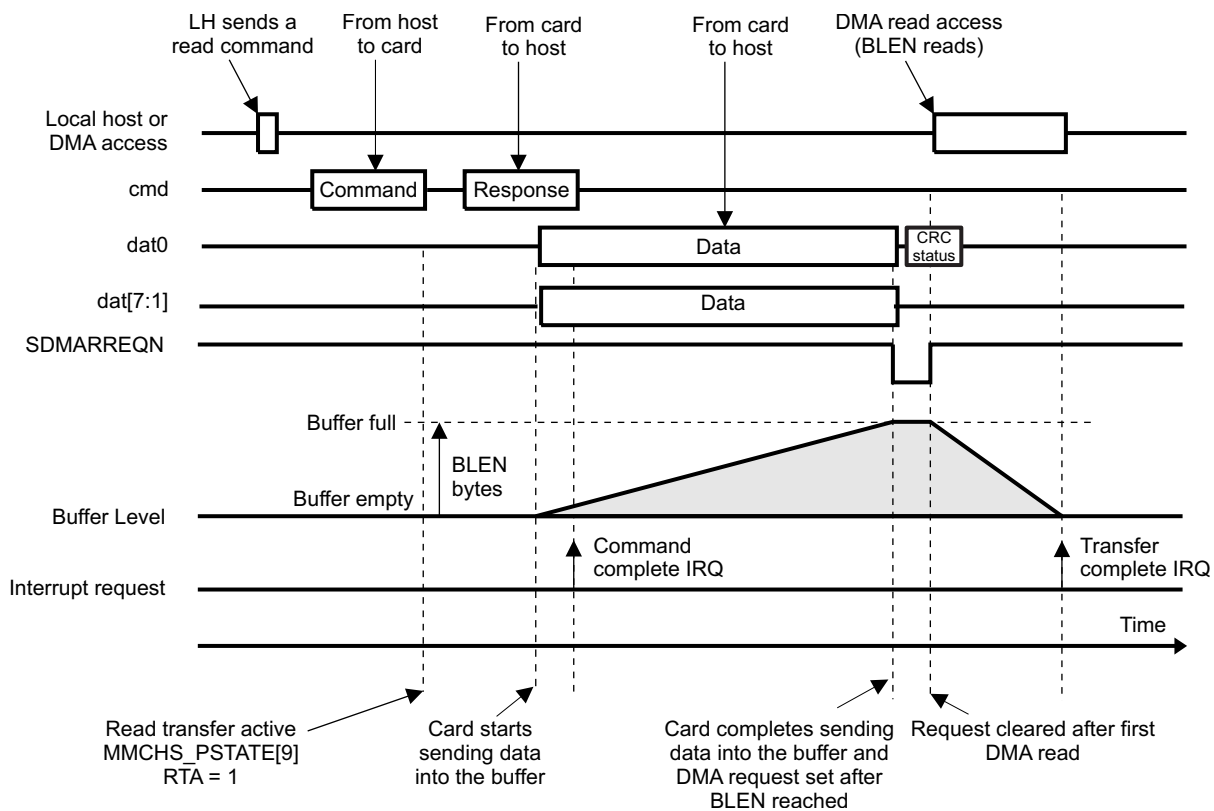 LH sends a
read command
From host
to card
From card
to host
From card
to host
DMA read access
(BLEN reads)
Local host or
DMA access
cmd
Command
Response
dat0
Data
CRC
status
dat[7:1]
Data
SDMARREQN
Buffer full
BLEN
bytes
Buffer empty
Buffer Level
Command
complete IRQ
Transfer
complete IRQ
Interrupt request
Time
Read transfer active
MMCHS_PSTATE[9]
RTA = 1
Card starts
sending data
into the buffer
Card completes sending
data into the buffer and
DMA request set after
BLEN reached
Request cleared after first
DMA read